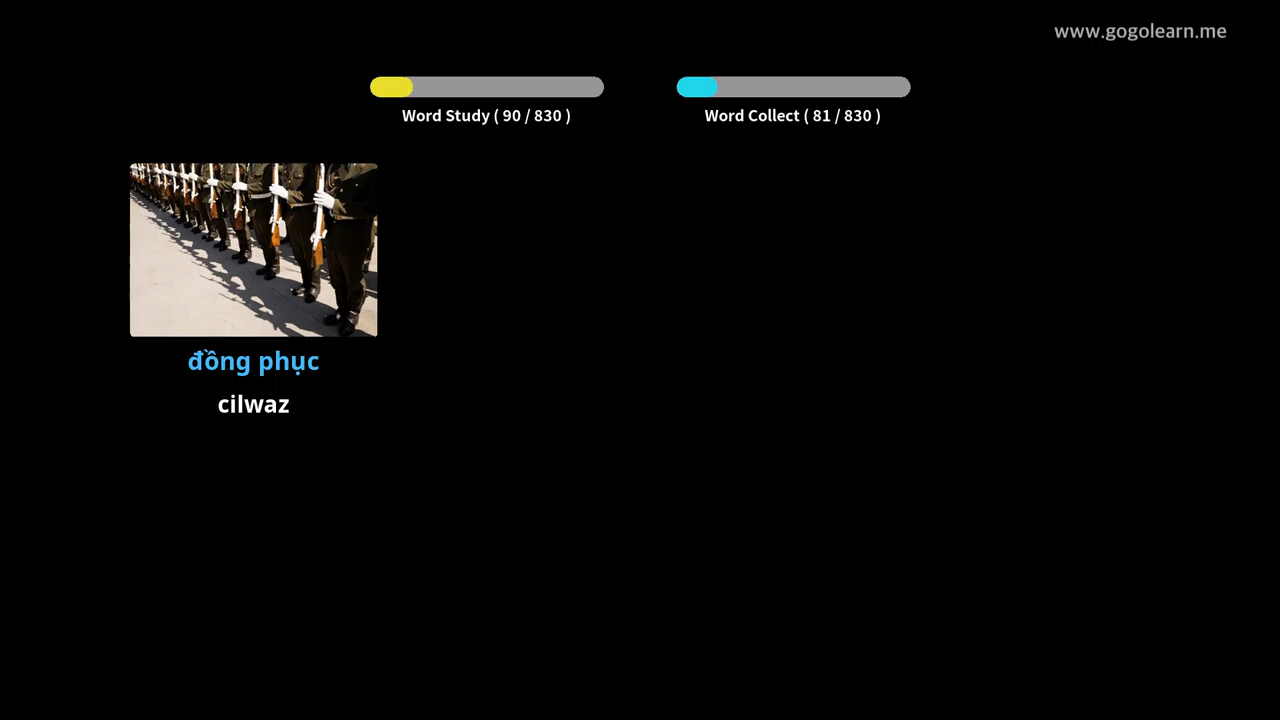 www.gogolearn.me
Word Study ( 90 / 830 )
Word Collect ( 81 / 830 )
đồng phục
cilwaz